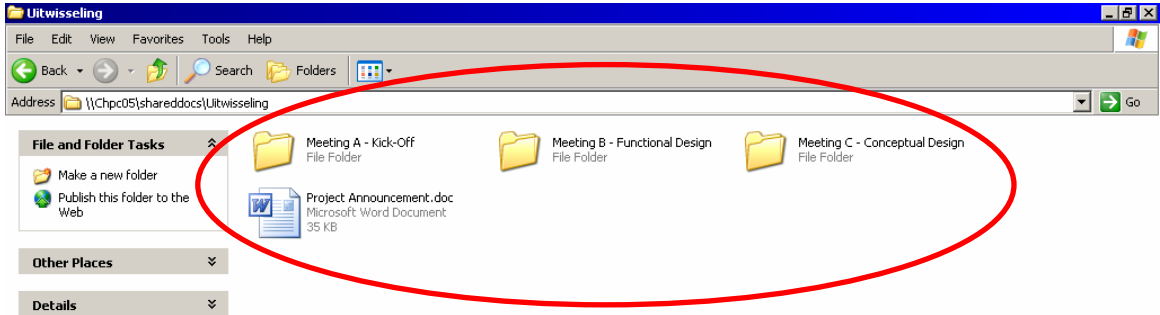 Uitwisseling
File Edit View Favorites Tools Help
Back Search Folders
Address \\Chpc05\shareddocs\Uitwisseling Go
File and Folder Tasks
Make a new folder
Publish this folder to the
Web
Other Places
Details
Meeting A - Kick-Off
File Folder
Meeting B - Functional Design
File Folder
Meeting C - Conceptual Design
File Folder
Project Announcement.doc
Microsoft Word Document
35 KB